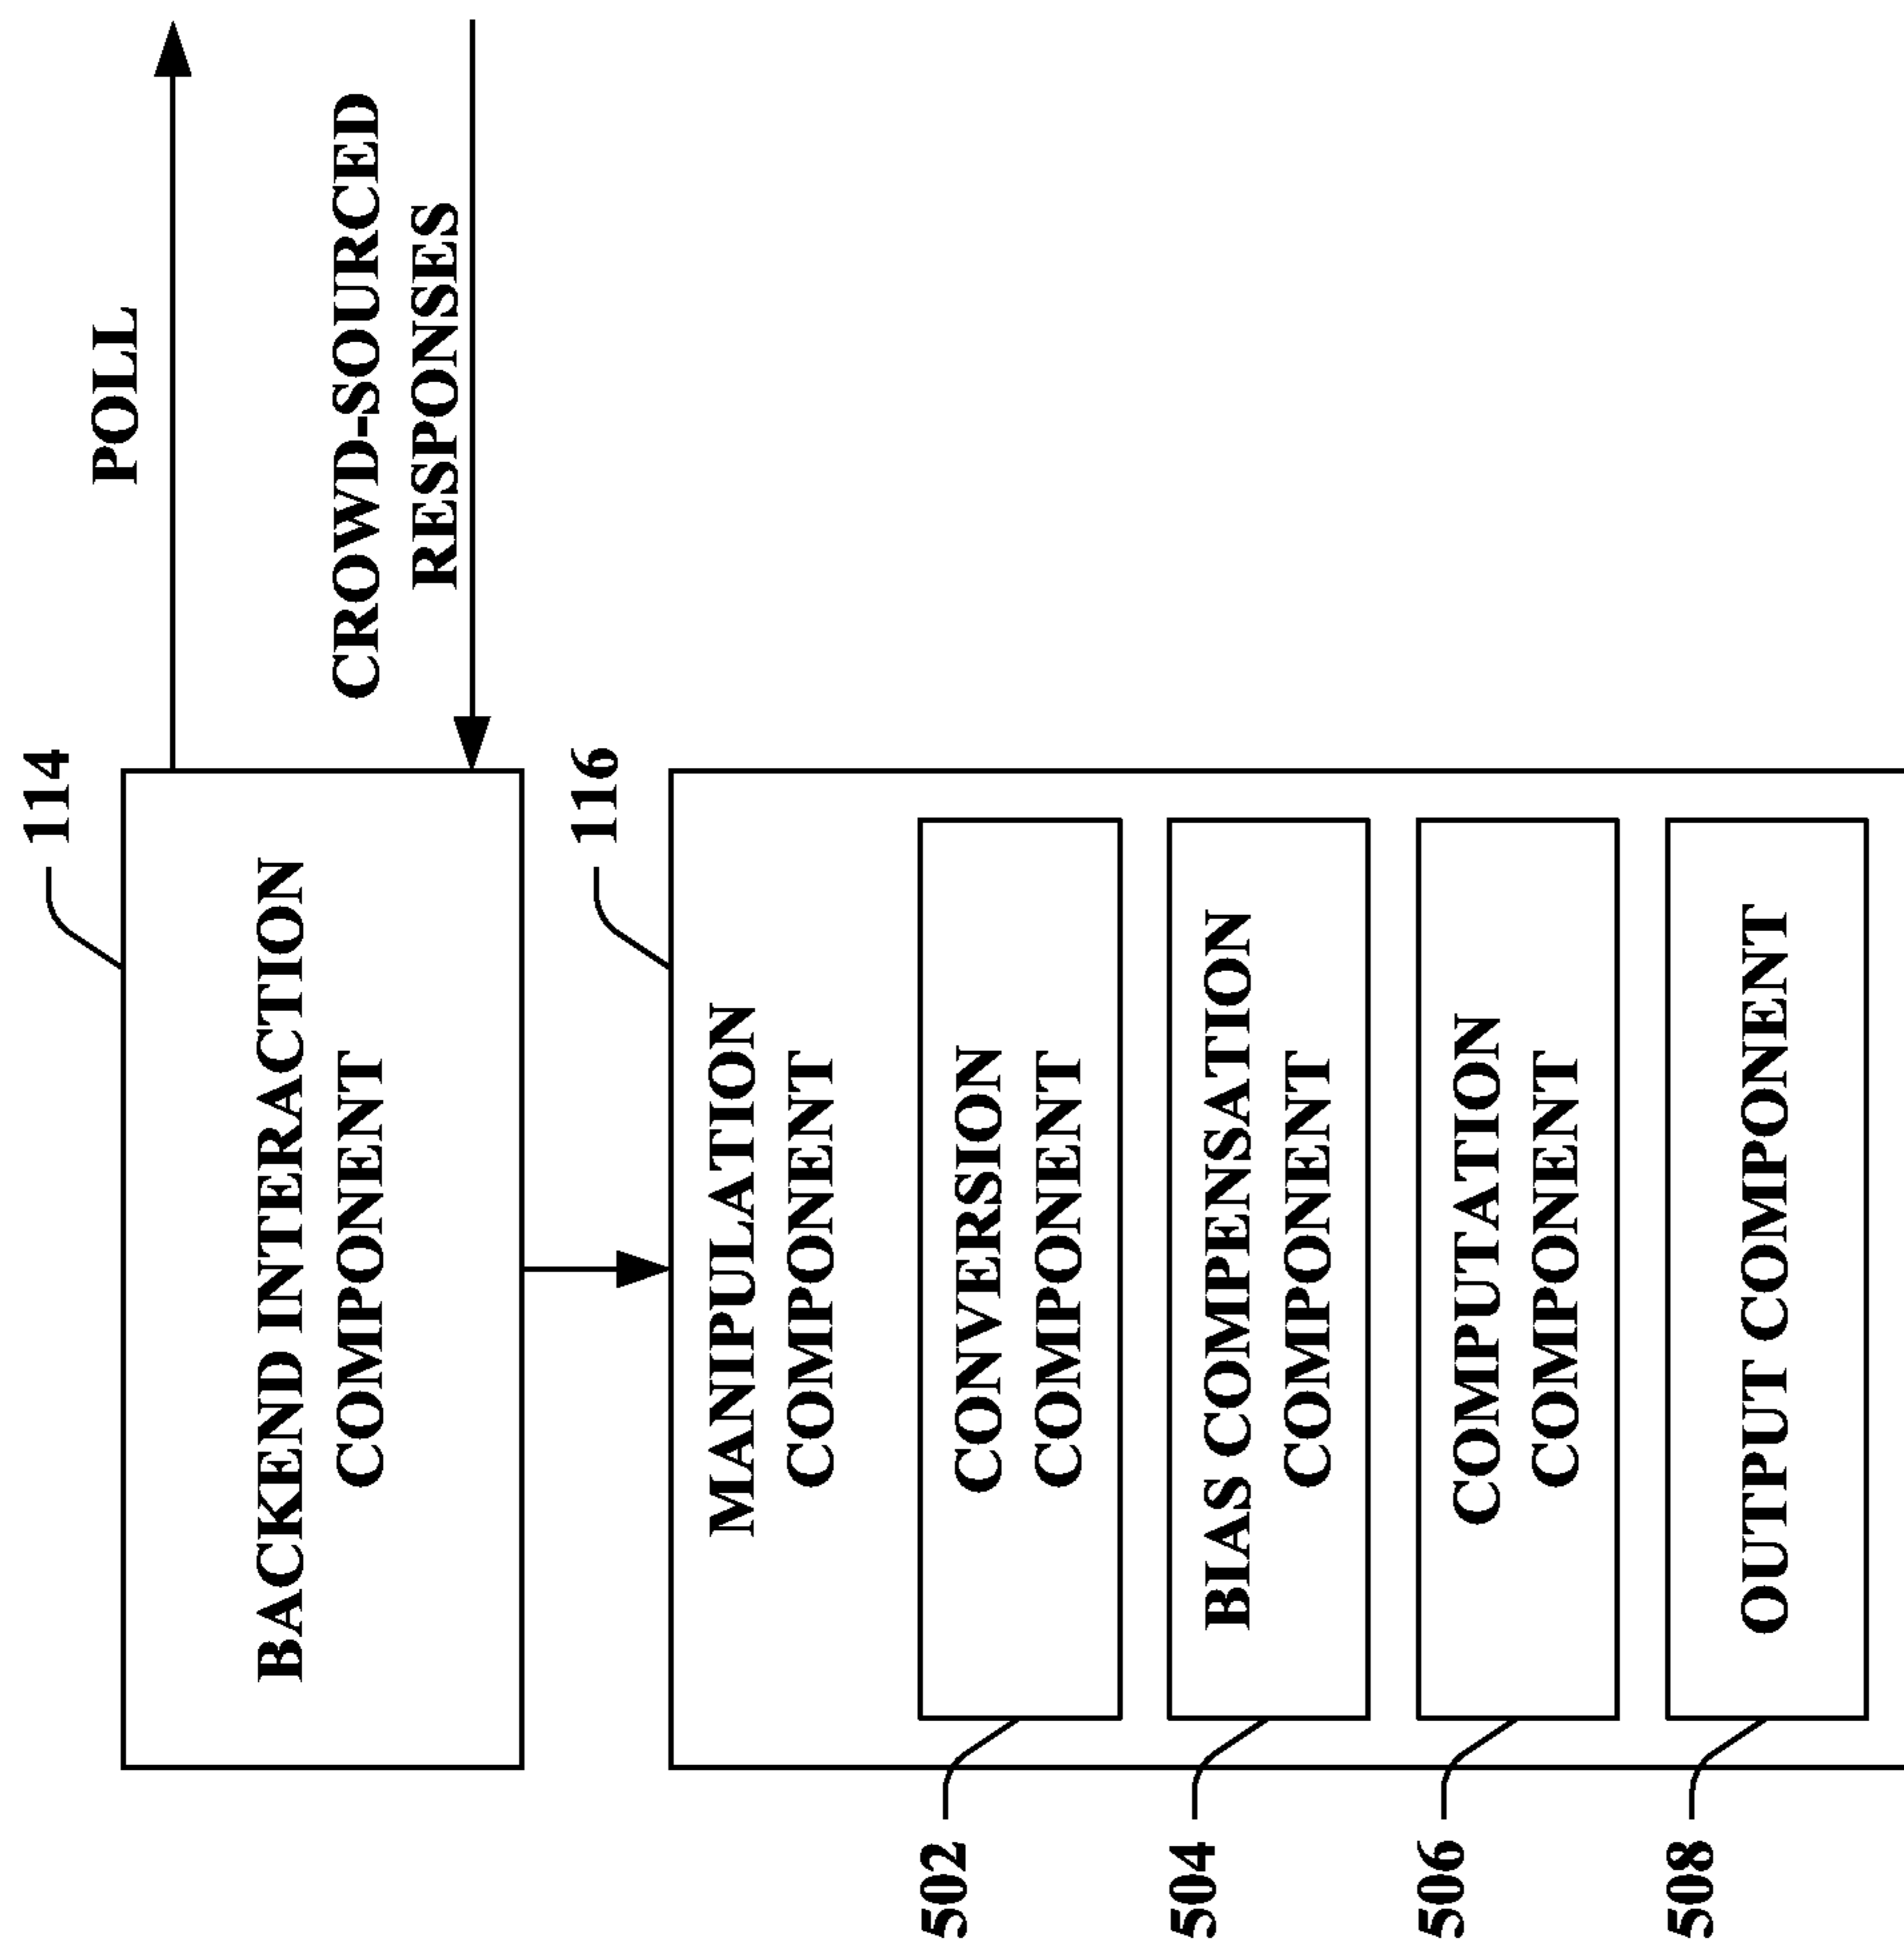 114
BACKEND INTERACTION
COMPONENT
POLL
CROWD-SOURCED
RESPONSES
116
MANIPULATION
COMPONENT
502
CONVERSION
COMPONENT
504
BIAS COMPENSATION
COMPONENT
506
COMPUTATION
COMPONENT
508
OUTPUT COMPONENT